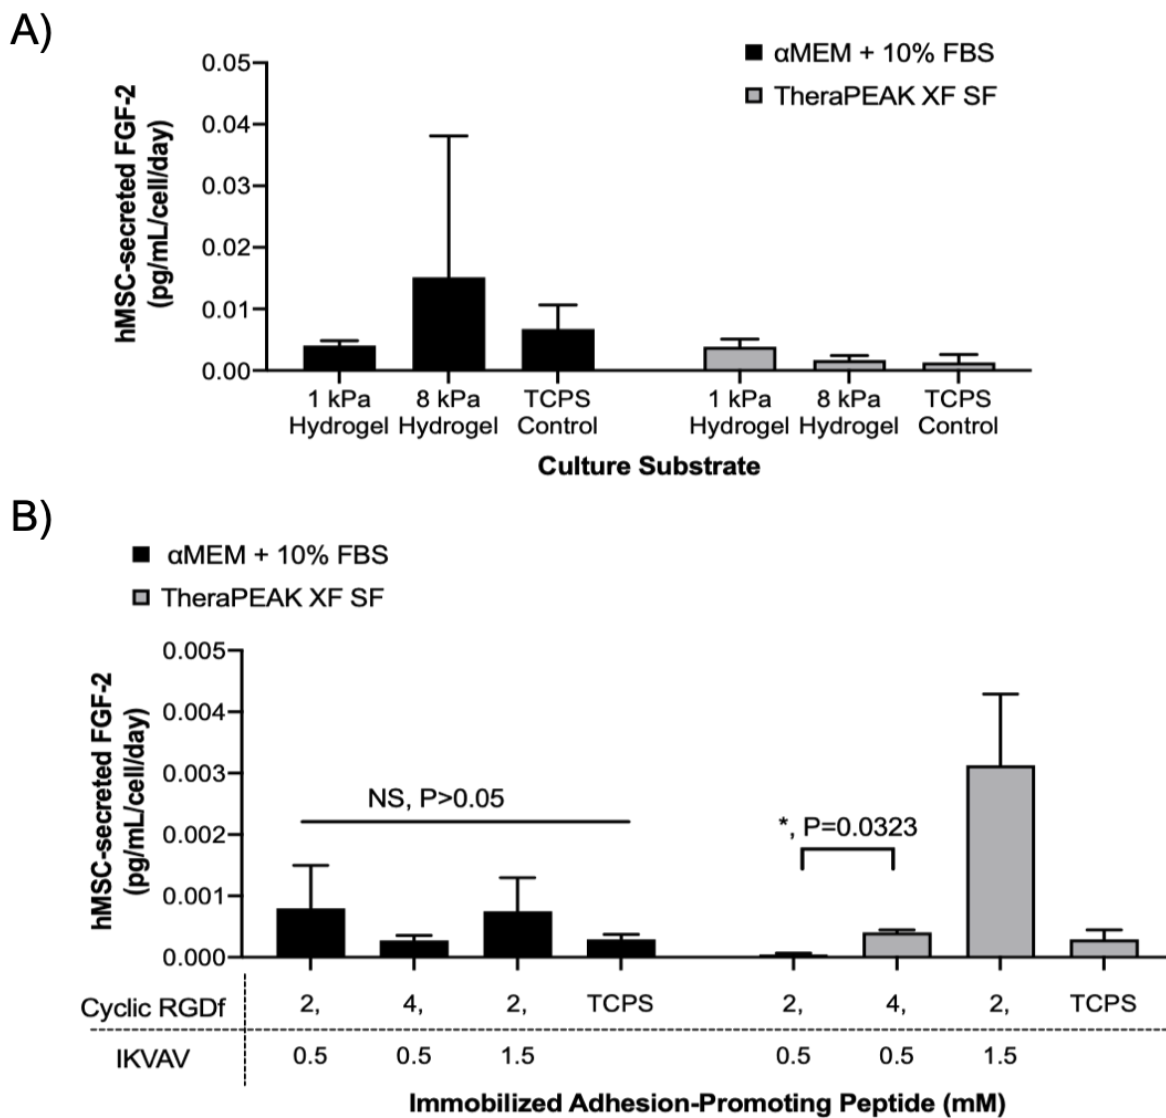 A)
αMEM + 10% FBS
TheraPEAK XF SF
hMSC-secreted FGF-2
(pg/mL/cell/day)
0.05
0.04
0.03
0.02
0.01
0.00
1 kPa 8 kPa TCPS 1 kPa 8 kPa TCPS
Hydrogel Hydrogel Control Hydrogel Hydrogel Control
Culture Substrate
B)
αMEM + 10% FBS
TheraPEAK XF SF
hMSC-secreted FGF-2
(pg/mL/cell/day)
0.005
0.004
0.003
0.002
0.001
0.000
NS, P>0.05
*, P=0.0323
Cyclic RGDf 2, 4, 2, TCPS 2, 4, 2, TCPS
IKVAV 0.5 0.5 1.5 0.5 0.5 1.5
Immobilized Adhesion-Promoting Peptide (mM)